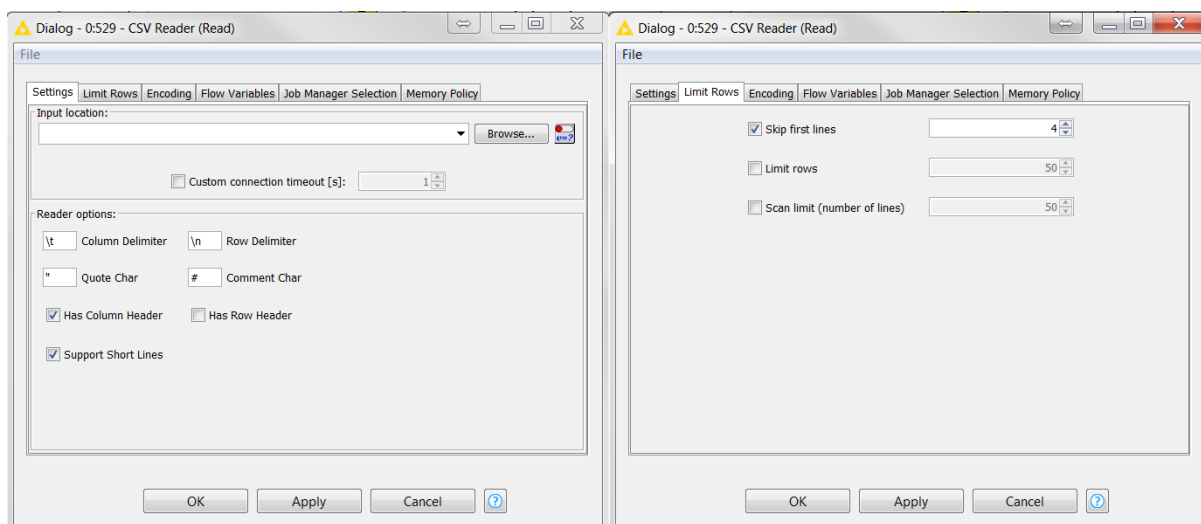 Dialog - 0:529 - CSV Reader (Read)
File
Settings Limit Rows Encoding Flow Variables Job Manager Selection Memory Policy
Input location:
Browse...
v=?
Custom connection timeout [s]: 1
Reader options:
\t Column Delimiter \n Row Delimiter
" Quote Char # Comment Char
Has Column Header Has Row Header
Support Short Lines
OK Apply Cancel ?
Dialog - 0:529 - CSV Reader (Read)
File
Settings Limit Rows Encoding Flow Variables Job Manager Selection Memory Policy
Skip first lines 4
Limit rows 50
Scan limit (number of lines) 50
OK Apply Cancel ?